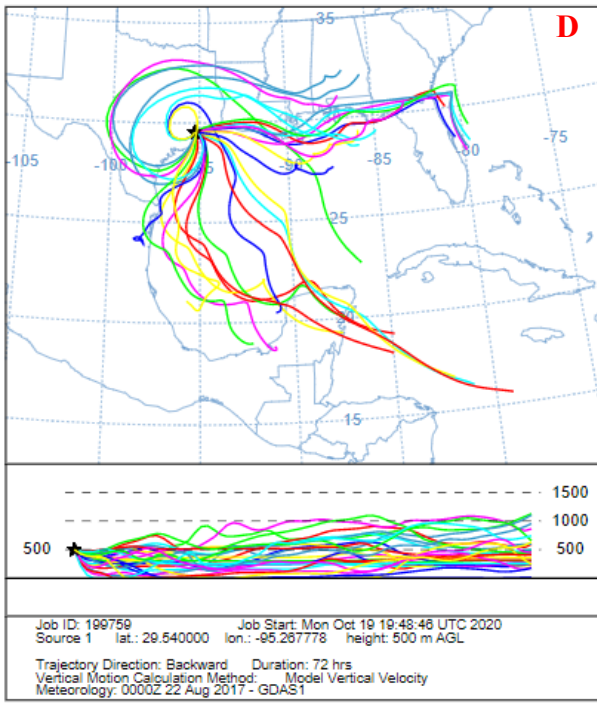 D
35
-105
-100
95
-90
-85
-80
-75
25
20
15
1500
1000
500
500
Job ID: 199759 Job Start: Mon Oct 19 19:48:46 UTC 2020
Source 1 lat.: 29.540000 lon.: -95.267778 height: 500 m AGL
Trajectory Direction: Backward Duration: 72 hrs
Vertical Motion Calculation Method: Model Vertical Velocity
Meteorology: 0000Z 22 Aug 2017 - GDAS1